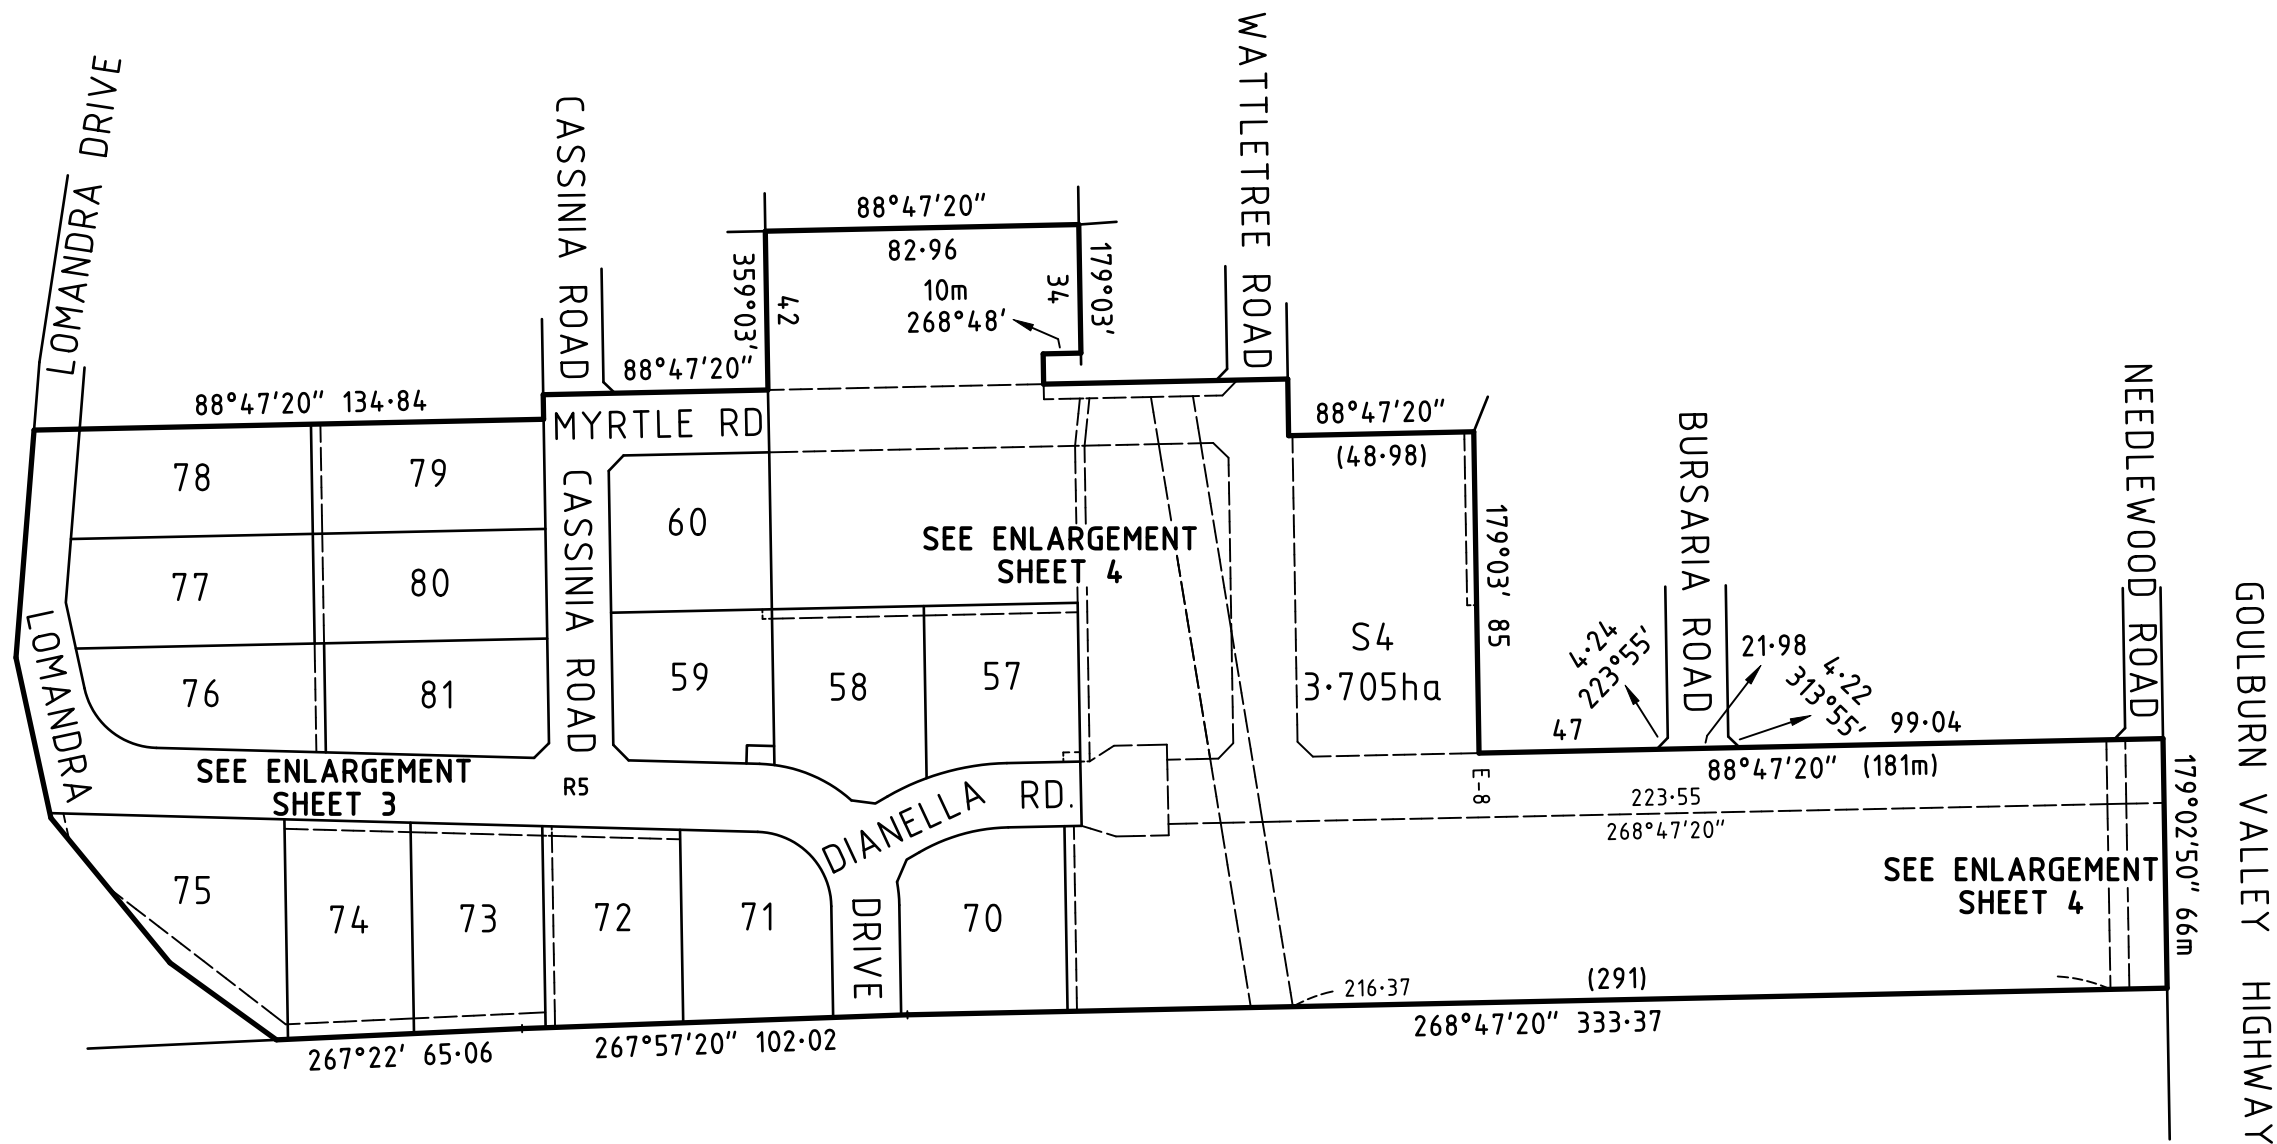 LOMANDRA DRIVE
CASSINIA ROAD
WATTLETREE ROAD
88°47'20"
82·96
359°03'
42
10m
268°48'
34
179°03'
88°47'20" 134·84
88°47'20"
88°47'20"
(48·98)
MYRTLE RD
CASSINIA ROAD
BURSARIA ROAD
NEEDLEWOOD ROAD
GOULBURN VALLEY HIGHWAY
78
79
60
77
80
SEE ENLARGEMENT
SHEET 4
179°03' 85
S4
3·705ha
4·24
223°55'
21·98
4·22
313°55'
47
99·04
88°47'20" (181m)
LOMANDRA
76
81
59
58
57
SEE ENLARGEMENT
SHEET 3
R5
DIANELLA RD.
E-8
223·55
268°47'20"
179°02'50" 66m
SEE ENLARGEMENT
SHEET 4
75
74
73
72
71
DRIVE
70
216·37
(291)
267°22' 65·06
267°57'20" 102·02
268°47'20" 333·37